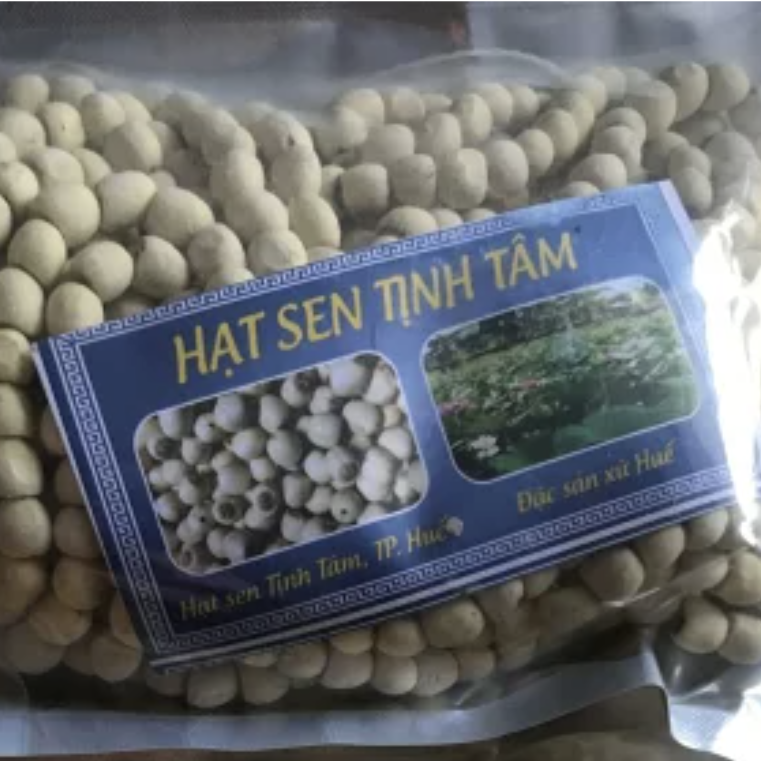 HẠT SEN TỊNH TÂM
Hạt sen Tịnh Tâm, TP. Huế
Đặc sản xứ Huế